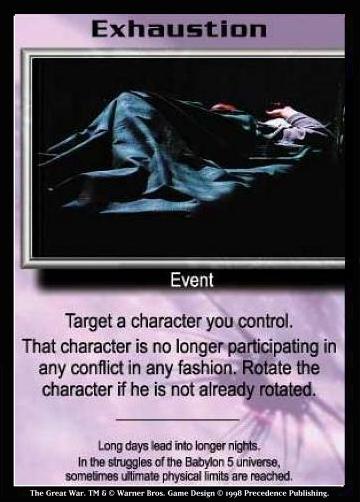 Exhaustion
Event
Target a character you control.
That character is no longer participating in
any conflict in any fashion. Rotate the
character if he is not already rotated.
Long days lead into longer nights.
In the struggles of the Babylon 5 universe,
sometimes ultimate physical limits are reached.
The Great War. TM & © Warner Bros. Game Design © 1998 Precedence Publishing.